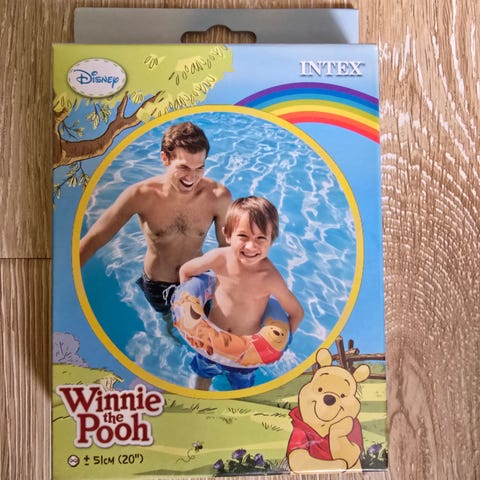 Disney
INTEX
Winnie
the
Pooh
± 51CM (20")